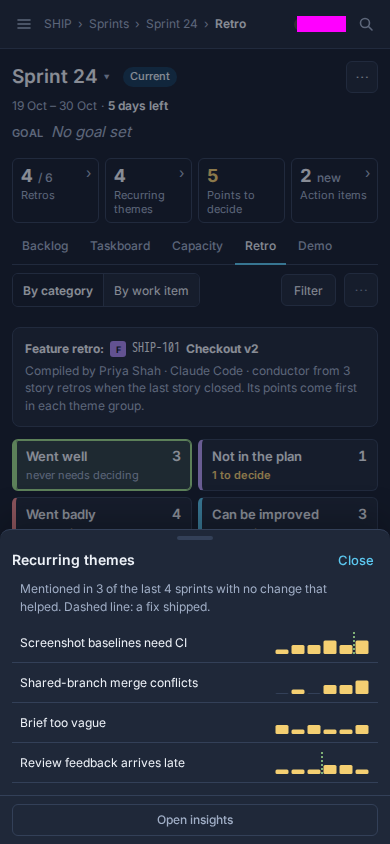 SHIP › Sprints › Sprint 24 › Retro
Sprint 24 ▾ Current ...
19 Oct – 30 Oct · 5 days left
GOAL No goal set
4 / 6 › 4 › 5 2 new ›
Retros Recurring themes Points to decide Action items
Backlog Taskboard Capacity Retro Demo
By category By work item Filter ...
Feature retro: F SHIP-101 Checkout v2
Compiled by Priya Shah · Claude Code · conductor from 3
story retros when the last story closed. Its points come first
in each theme group.
Went well 3 Not in the plan 1
never needs deciding 1 to decide
Went badly 4 Can be improved 3
Recurring themes Close
Mentioned in 3 of the last 4 sprints with no change that
helped. Dashed line: a fix shipped.
Screenshot baselines need CI
Shared-branch merge conflicts
Brief too vague
Review feedback arrives late
Open insights